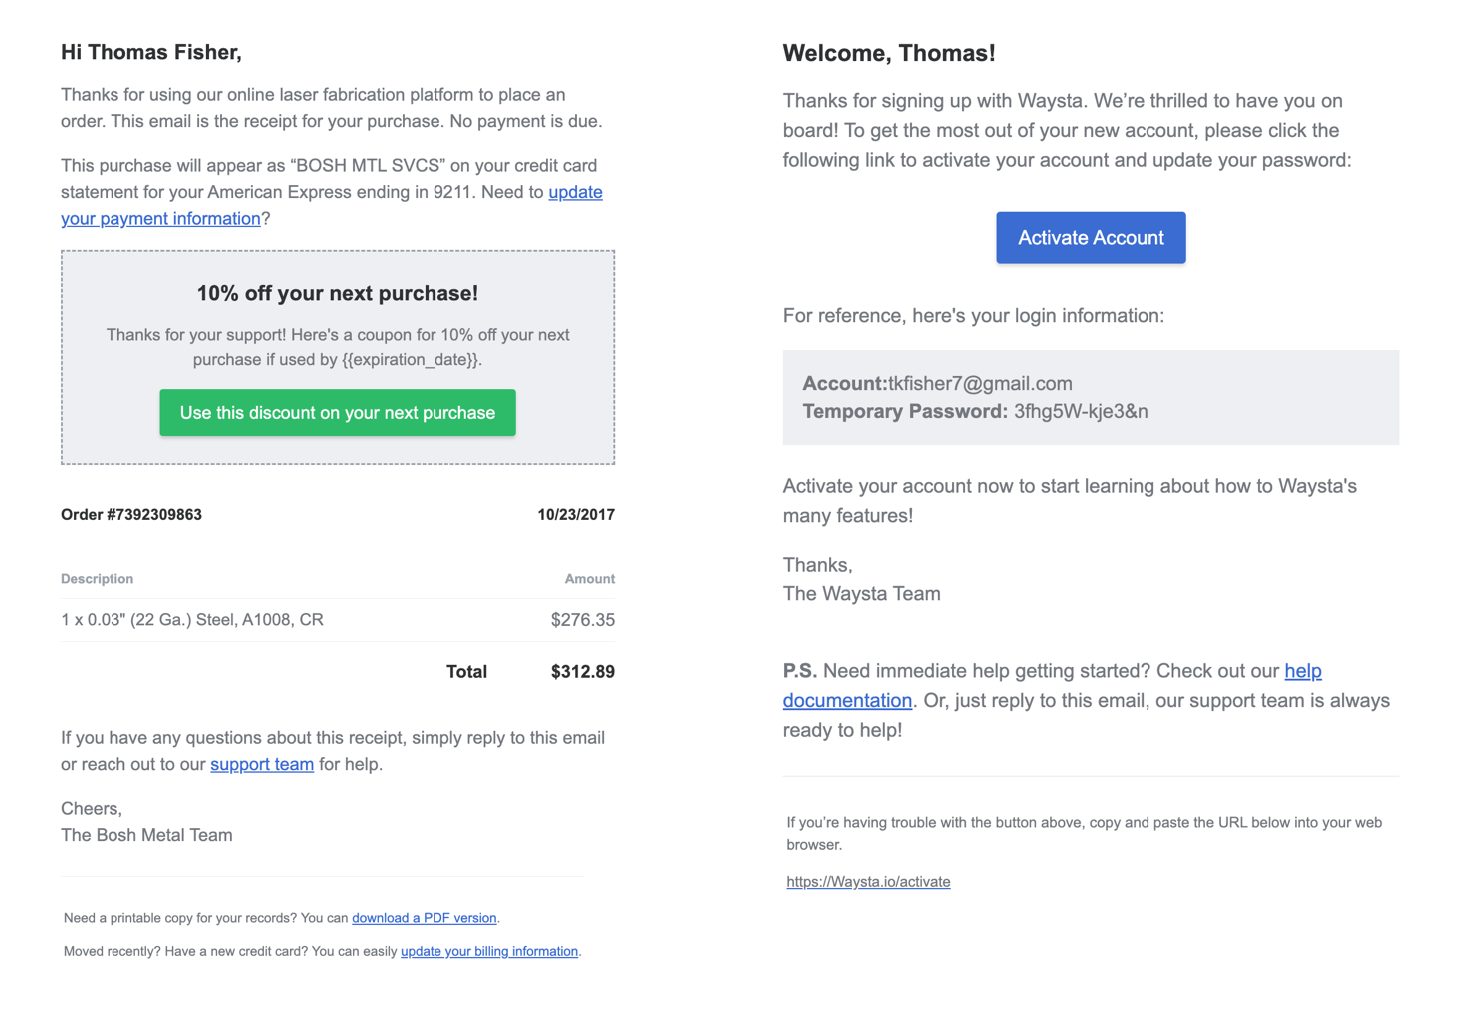 Hi Thomas Fisher,
Thanks for using our online laser fabrication platform to place an
order. This email is the receipt for your purchase. No payment is due.
This purchase will appear as “BOSH MTL SVCS” on your credit card
statement for your American Express ending in 9211. Need to update
your payment information?
10% off your next purchase!
Thanks for your support! Here's a coupon for 10% off your next
purchase if used by {{expiration_date}}.
Use this discount on your next purchase
Order #7392309863 10/23/2017
Description Amount
1 x 0.03" (22 Ga.) Steel, A1008, CR $276.35
Total $312.89
If you have any questions about this receipt, simply reply to this email
or reach out to our support team for help.
Cheers,
The Bosh Metal Team
Need a printable copy for your records? You can download a PDF version.
Moved recently? Have a new credit card? You can easily update your billing information.
Welcome, Thomas!
Thanks for signing up with Waysta. We’re thrilled to have you on
board! To get the most out of your new account, please click the
following link to activate your account and update your password:
Activate Account
For reference, here's your login information:
Account:tkfisher7@gmail.com
Temporary Password: 3fhg5W-kje3&n
Activate your account now to start learning about how to Waysta's
many features!
Thanks,
The Waysta Team
P.S. Need immediate help getting started? Check out our help
documentation. Or, just reply to this email, our support team is always
ready to help!
If you’re having trouble with the button above, copy and paste the URL below into your web
browser.
https://Waysta.io/activate